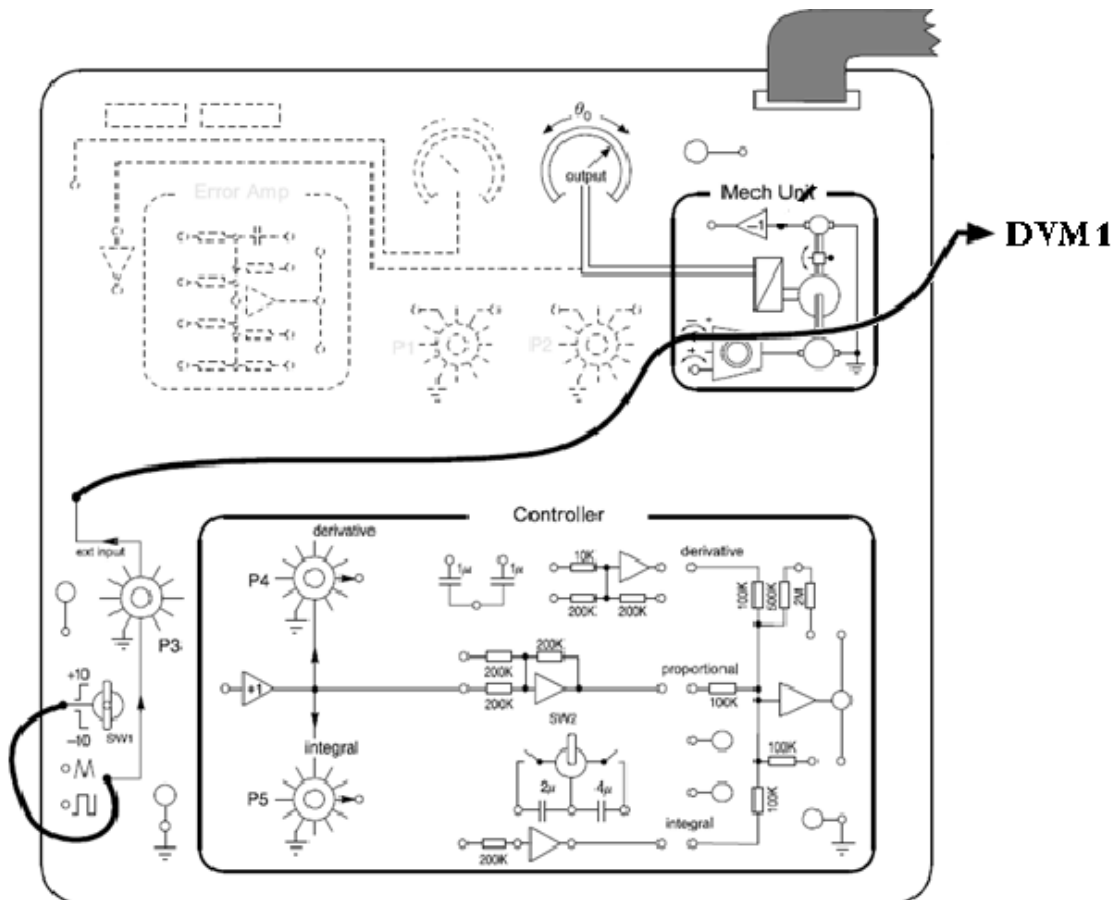 θo
output
Error Amp
Mech Unit
-1
DVM1
P1
P2
Controller
derivative
ext input
P4
P3
1μ
1μ
10K
200K
200K
derivative
100K
500K
2M
+10
-10
SW1
+1
200K
200K
200K
proportional
100K
SW2
integral
P5
2μ
4μ
100K
100K
200K
integral